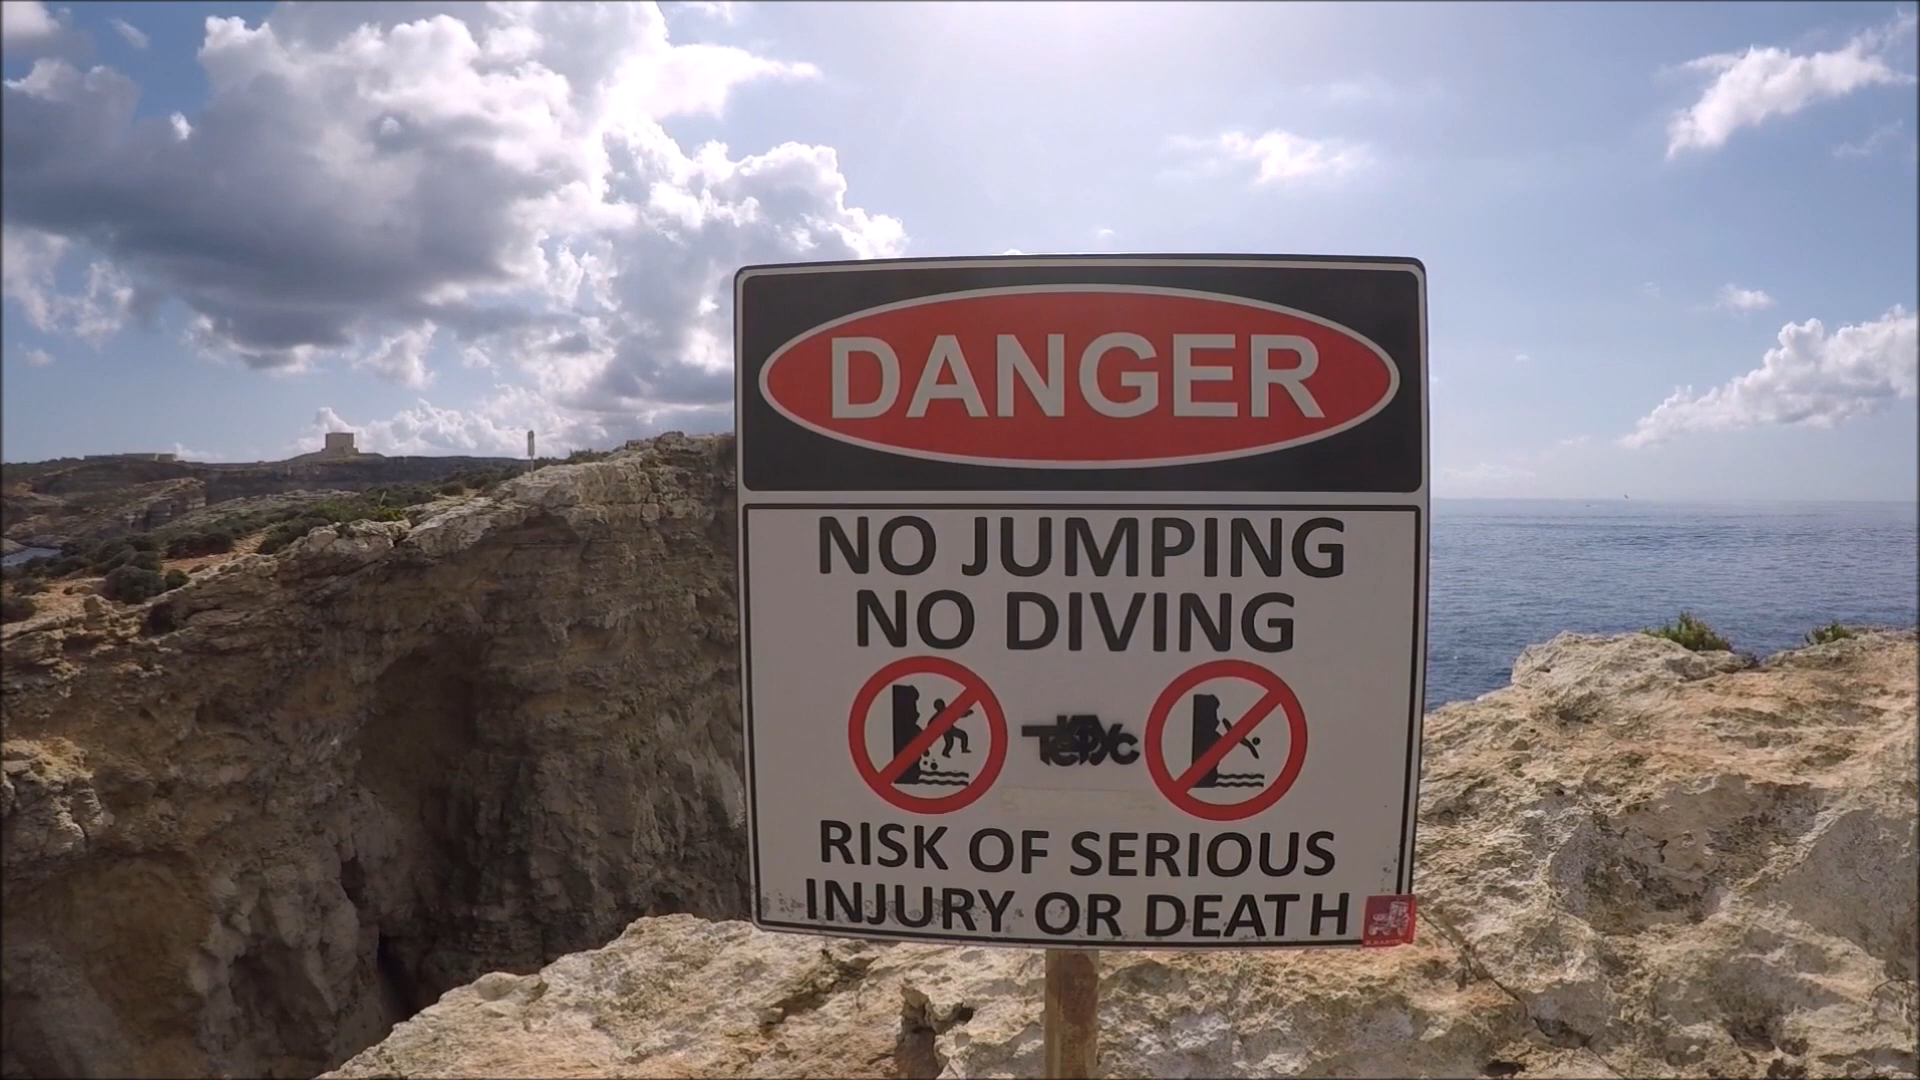 DANGER
NO JUMPING
NO DIVING
RISK OF SERIOUS
INJURY OR DEATH